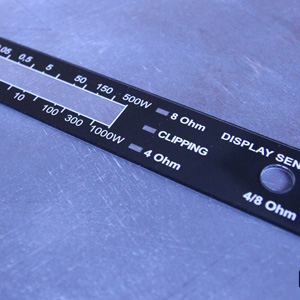 .05 0.5 5 50 150 500W
10 100 300 1000W
8 Ohm
CLIPPING
4 Ohm
DISPLAY SEN
4/8 Ohm